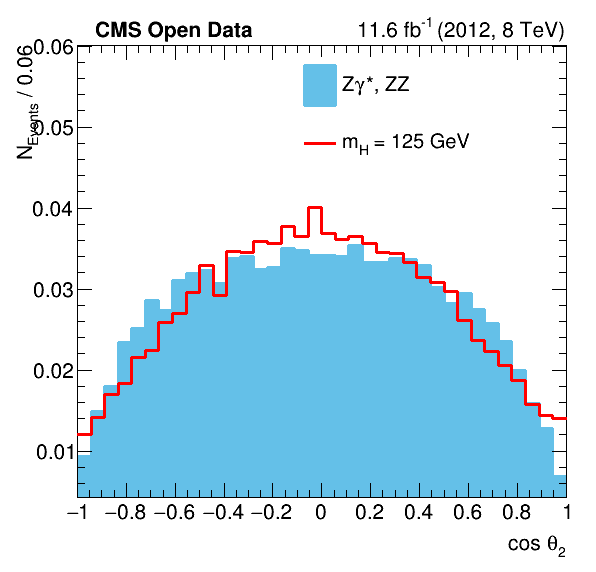 CMS Open Data 11.6 fb⁻¹ (2012, 8 TeV)
N_Events / 0.06
0.06
0.05
0.04
0.03
0.02
0.01
Zγ*, ZZ
m_H = 125 GeV
−1 −0.8 −0.6 −0.4 −0.2 0 0.2 0.4 0.6 0.8 1
cos θ₂